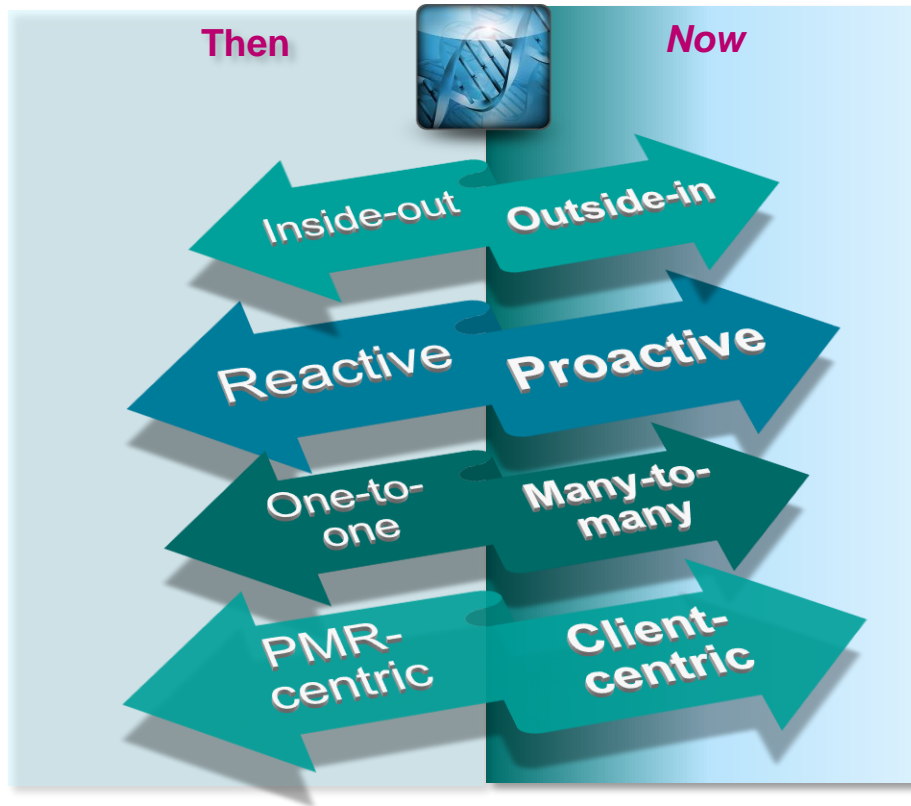 Then
Now
Inside-out
Outside-in
Reactive
Proactive
One-to-
one
Many-to-
many
PMR-
centric
Client-
centric